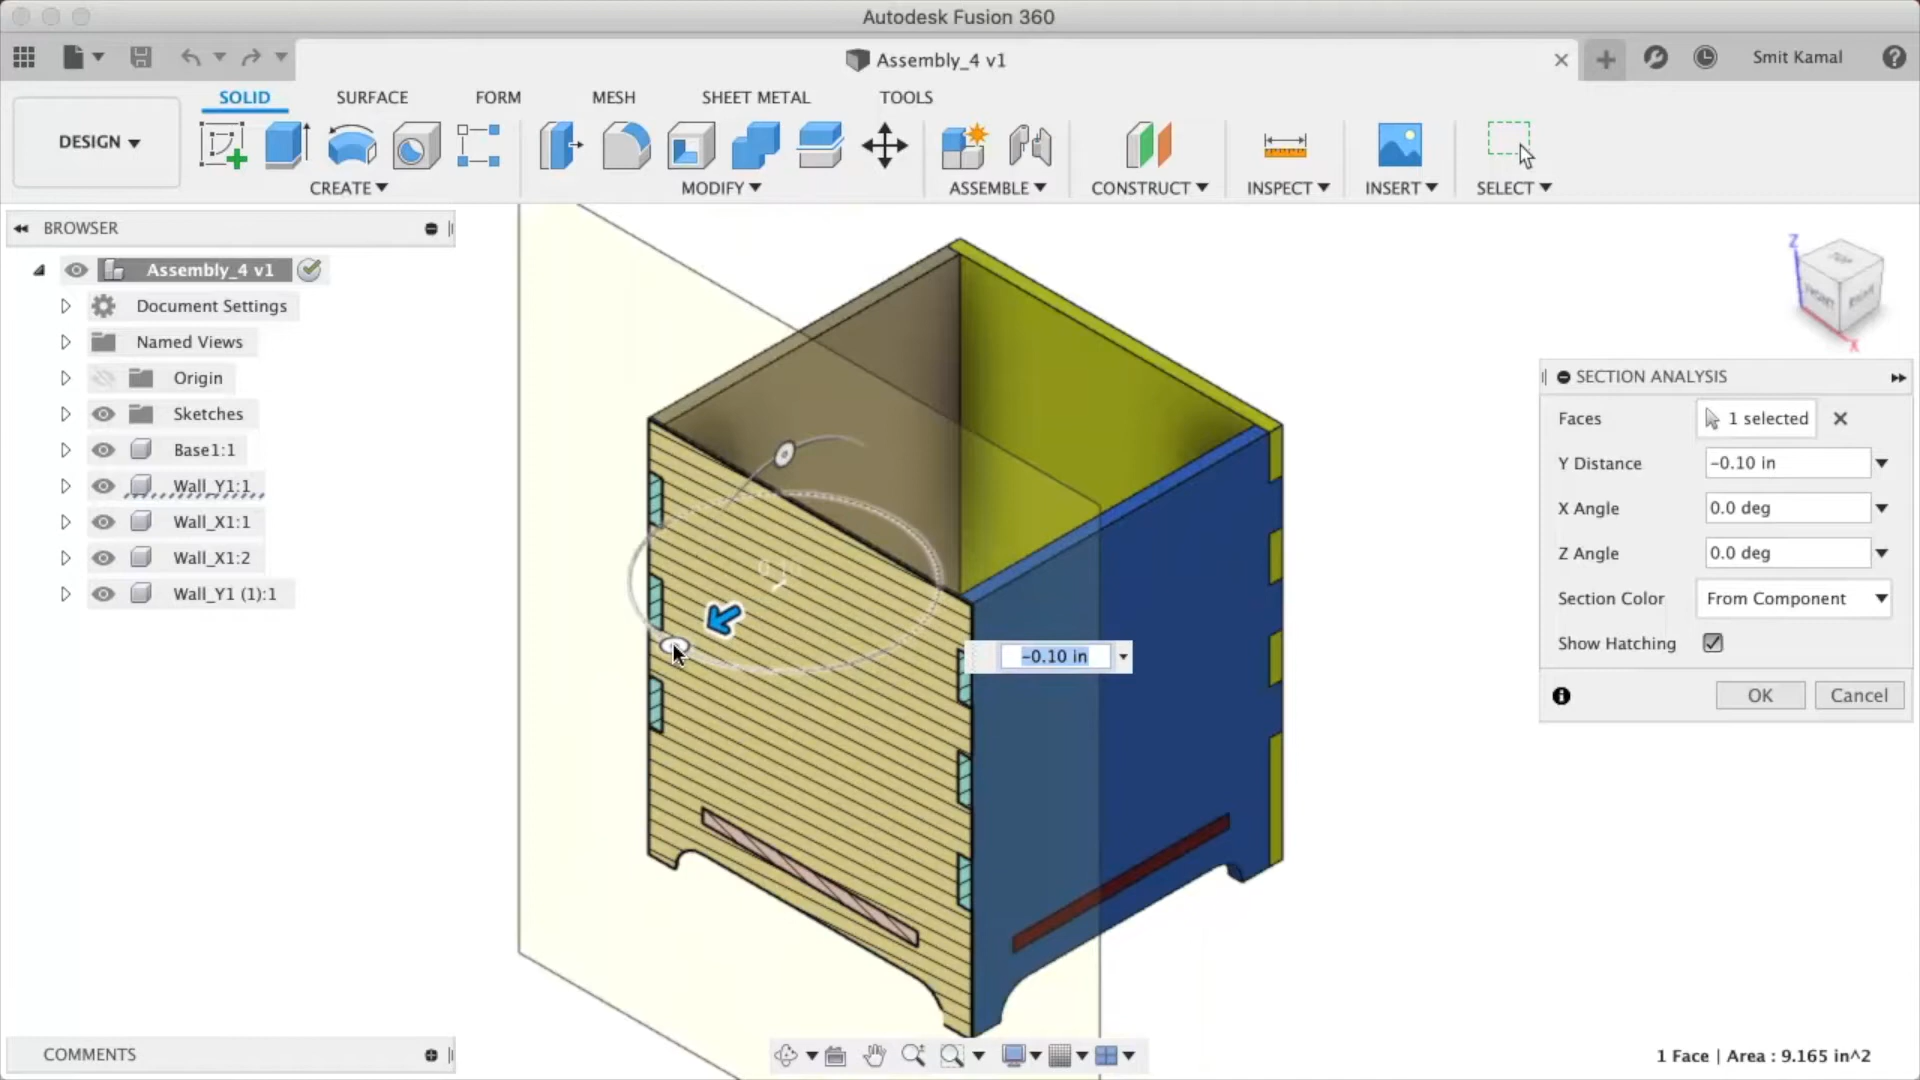 Autodesk Fusion 360
Assembly_4 v1
Smit Kamal
SOLID SURFACE FORM MESH SHEET METAL TOOLS
DESIGN
CREATE MODIFY ASSEMBLE CONSTRUCT INSPECT INSERT SELECT
BROWSER
Assembly_4 v1
Document Settings
Named Views
Origin
Sketches
Base1:1
Wall_Y1:1
Wall_X1:1
Wall_X1:2
Wall_Y1 (1):1
Z
TOP
FRONT RIGHT
X
SECTION ANALYSIS
Faces 1 selected
Y Distance -0.10 in
X Angle 0.0 deg
Z Angle 0.0 deg
Section Color From Component
Show Hatching
OK Cancel
-0.10 in
COMMENTS
1 Face | Area : 9.165 in^2